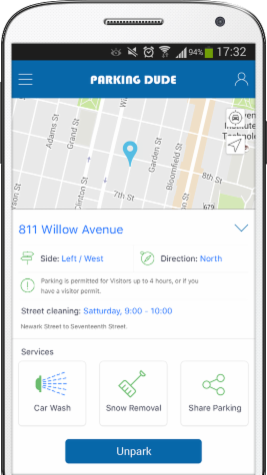 94% 17:32
PARKING DUDE
Adams St
Grand St
Clinton St
Garden St
Bloomfield St
8th St
7th St
Steven
Institute
Technolo
811 Willow Avenue
Side: Left / West
Direction: North
Parking is permitted for Visitors up to 4 hours, or if you
have a visitor permit.
Street cleaning: Satturday, 9:00 - 10:00
Newark Street to Seventeenth Street.
Services
Car Wash
Snow Removal
Share Parking
Unpark